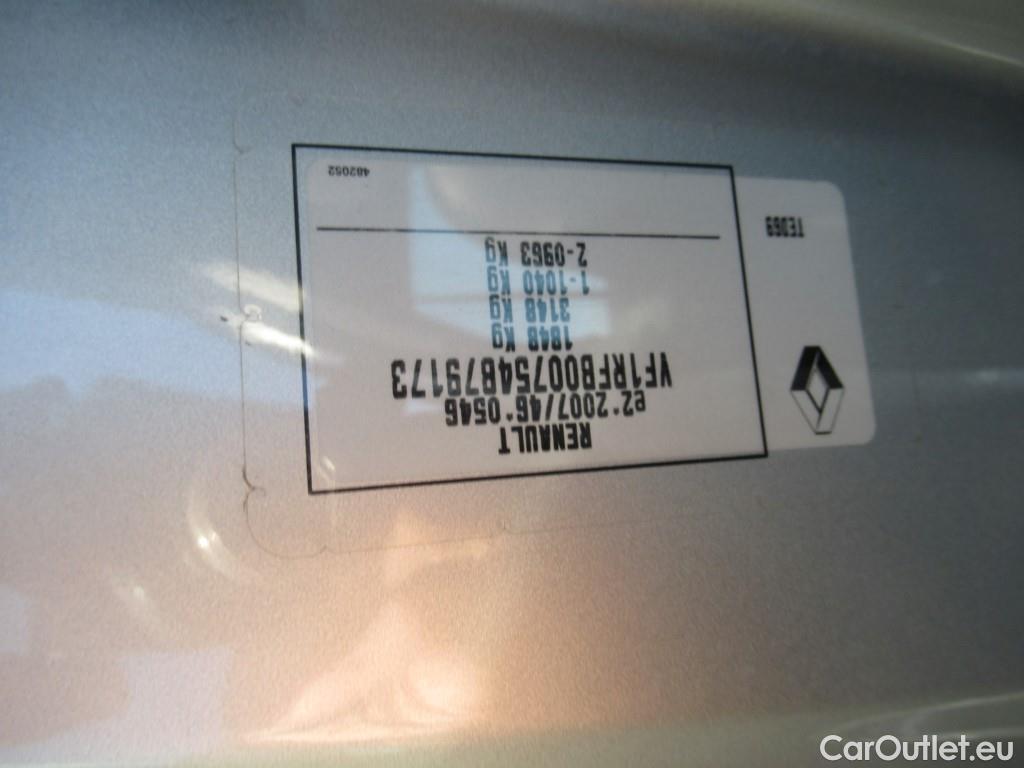 RENAULT
e2*2007/46*0546
VF1RFB00754879173
1848 Kg
3148 Kg
1-1040 Kg
2-0963 Kg
482052
TED69
CarOutlet.eu